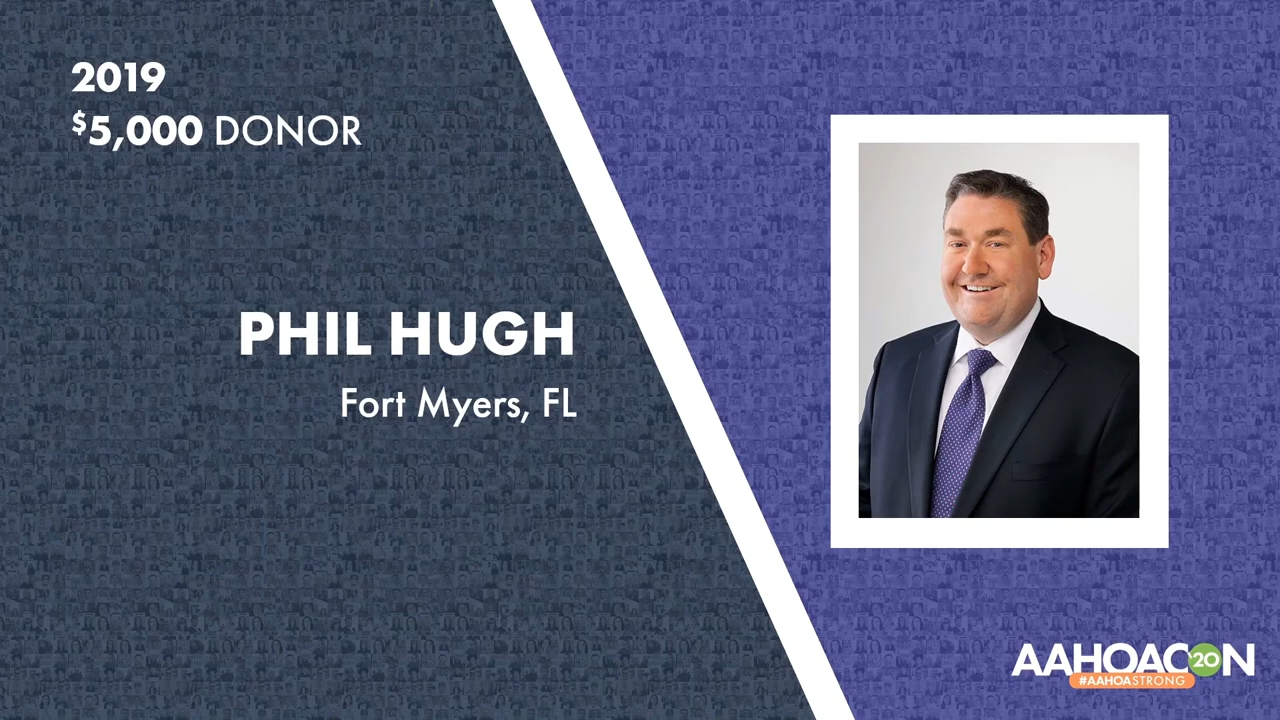 2019
$5,000 DONOR
PHIL HUGH
Fort Myers, FL
AAHOACON '20
#AAHOASTRONG